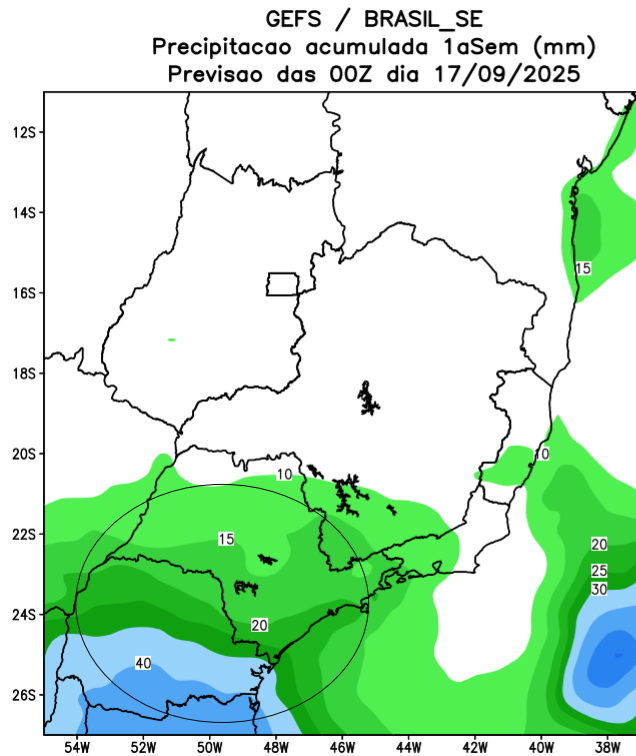 GEFS / BRASIL_SE
Precipitacao acumulada 1aSem (mm)
Previsao das 00Z dia 17/09/2025
12S
14S
15
16S
18S
20S
10
10
22S
15
20
25
30
24S
20
40
26S
54W 52W 50W 48W 46W 44W 42W 40W 38W